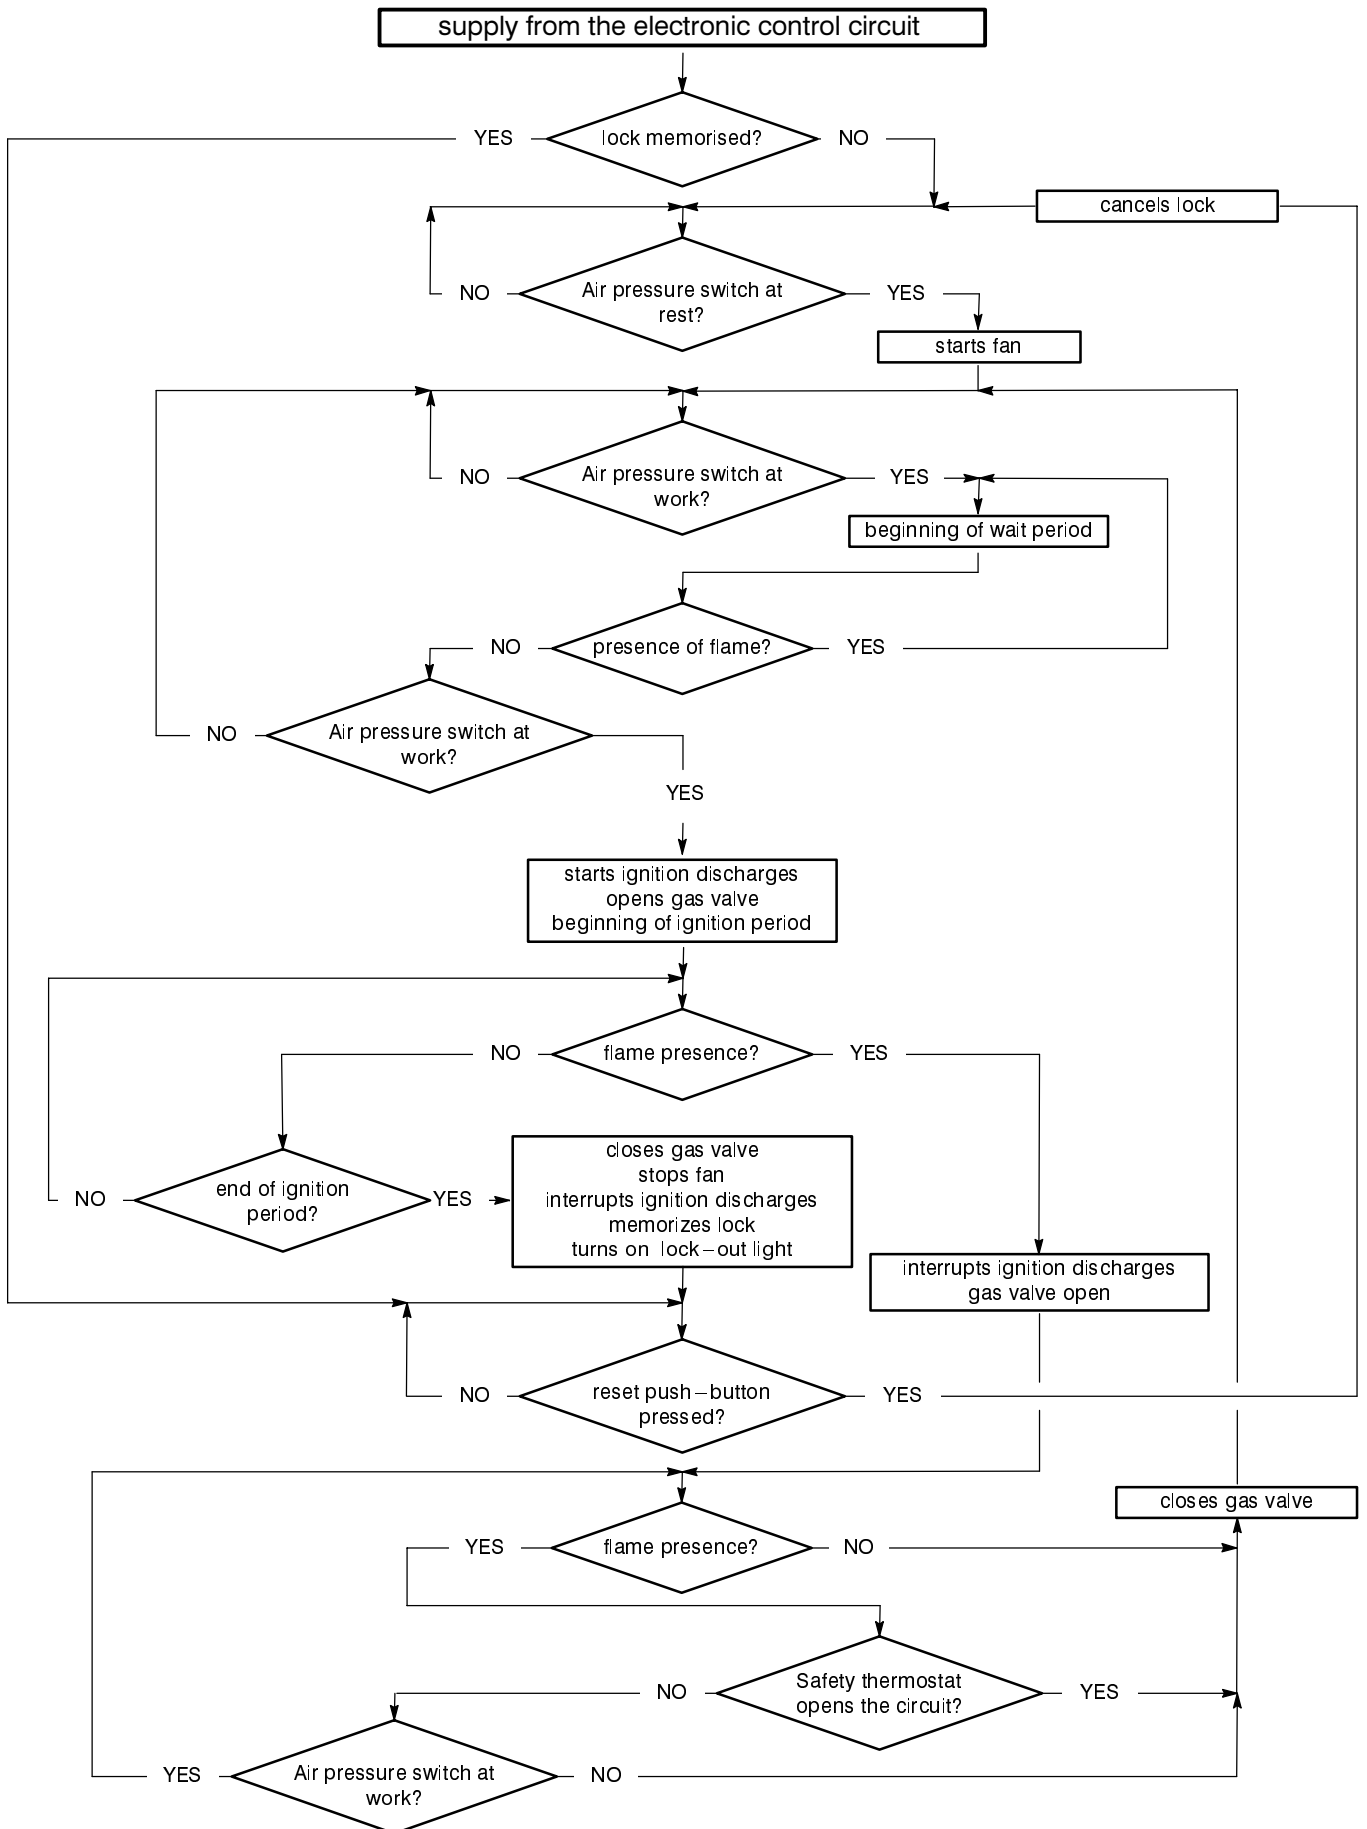 supply from the electronic control circuit
YES
lock memorised?
NO
cancels lock
NO
Air pressure switch at
rest?
YES
starts fan
NO
Air pressure switch at
work?
YES
beginning of wait period
NO
presence of flame?
YES
NO
Air pressure switch at
work?
YES
starts ignition discharges
opens gas valve
beginning of ignition period
NO
flame presence?
YES
NO
end of ignition
period?
YES
closes gas valve
stops fan
interrupts ignition discharges
memorizes lock
turns on lock–out light
interrupts ignition discharges
gas valve open
NO
reset push–button
pressed?
YES
closes gas valve
YES
flame presence?
NO
NO
Safety thermostat
opens the circuit?
YES
YES
Air pressure switch at
work?
NO